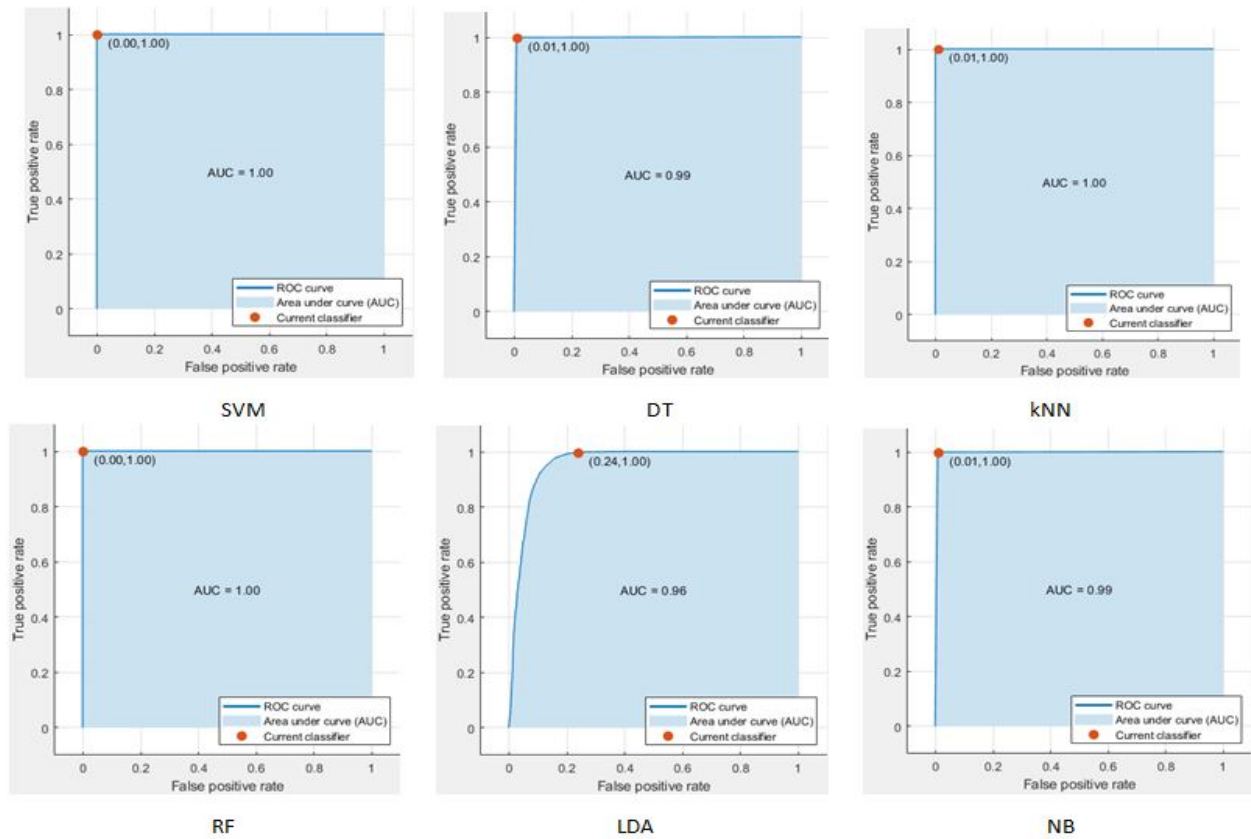 1
0.8
0.6
0.4
0.2
0
True positive rate
(0.00,1.00)
AUC = 1.00
ROC curve
Area under curve (AUC)
Current classifier
0 0.2 0.4 0.6 0.8 1
False positive rate
SVM
1
0.8
0.6
0.4
0.2
0
True positive rate
(0.01,1.00)
AUC = 0.99
ROC curve
Area under curve (AUC)
Current classifier
0 0.2 0.4 0.6 0.8 1
False positive rate
DT
1
0.8
0.6
0.4
0.2
0
True positive rate
(0.01,1.00)
AUC = 1.00
ROC curve
Area under curve (AUC)
Current classifier
0 0.2 0.4 0.6 0.8 1
False positive rate
kNN
1
0.8
0.6
0.4
0.2
0
True positive rate
(0.00,1.00)
AUC = 1.00
ROC curve
Area under curve (AUC)
Current classifier
0 0.2 0.4 0.6 0.8 1
False positive rate
RF
1
0.8
0.6
0.4
0.2
0
True positive rate
(0.24,1.00)
AUC = 0.96
ROC curve
Area under curve (AUC)
Current classifier
0 0.2 0.4 0.6 0.8 1
False positive rate
LDA
1
0.8
0.6
0.4
0.2
0
True positive rate
(0.01,1.00)
AUC = 0.99
ROC curve
Area under curve (AUC)
Current classifier
0 0.2 0.4 0.6 0.8 1
False positive rate
NB